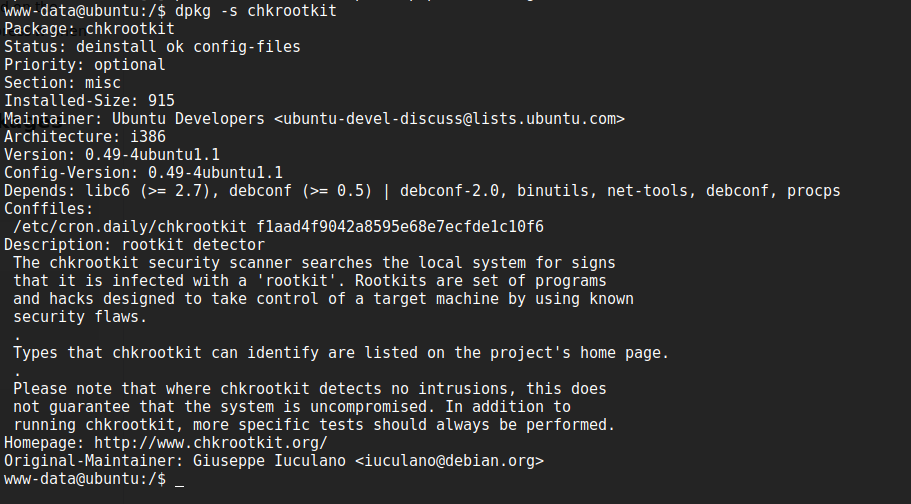 www-data@ubuntu:/$ dpkg -s chkrootkit
Package: chkrootkit
Status: deinstall ok config-files
Priority: optional
Section: misc
Installed-Size: 915
Maintainer: Ubuntu Developers <ubuntu-devel-discuss@lists.ubuntu.com>
Architecture: i386
Version: 0.49-4ubuntu1.1
Config-Version: 0.49-4ubuntu1.1
Depends: libc6 (>= 2.7), debconf (>= 0.5) | debconf-2.0, binutils, net-tools, debconf, procps
Conffiles:
 /etc/cron.daily/chkrootkit f1aad4f9042a8595e68e7ecfde1c10f6
Description: rootkit detector
 The chkrootkit security scanner searches the local system for signs
 that it is infected with a 'rootkit'. Rootkits are set of programs
 and hacks designed to take control of a target machine by using known
 security flaws.
 .
 Types that chkrootkit can identify are listed on the project's home page.
 .
 Please note that where chkrootkit detects no intrusions, this does
 not guarantee that the system is uncompromised. In addition to
 running chkrootkit, more specific tests should always be performed.
Homepage: http://www.chkrootkit.org/
Original-Maintainer: Giuseppe Iuculano <iuculano@debian.org>
www-data@ubuntu:/$ _